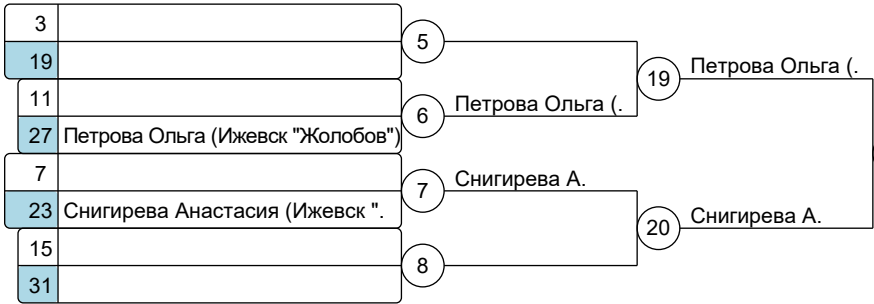 3
19
5
11
27 Петрова Ольга (Ижевск "Жолобов")
6
Петрова Ольга (.
19
Петрова Ольга (.
7
23 Снигирева Анастасия (Ижевск ".
7
Снигирева А.
15
31
8
20
Снигирева А.